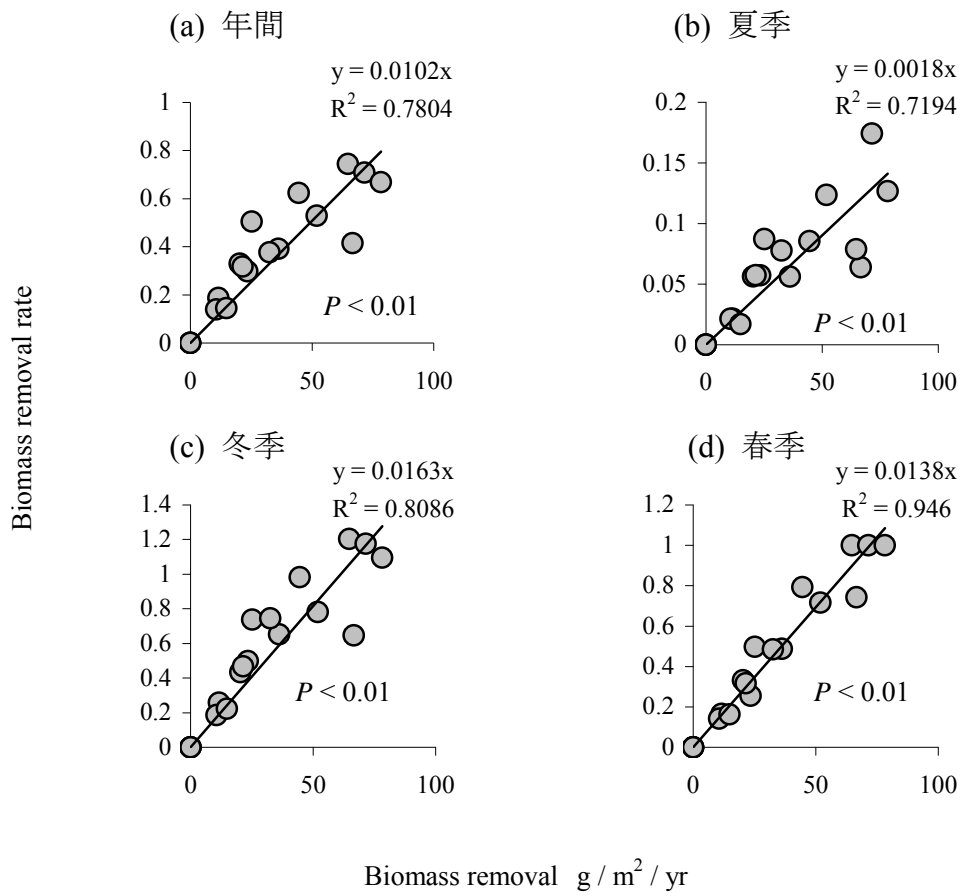 (a) 年間
y = 0.0102x
R² = 0.7804
1
0.8
0.6
0.4
0.2
0
P < 0.01
0
50
100
(b) 夏季
y = 0.0018x
R² = 0.7194
0.2
0.15
0.1
0.05
0
P < 0.01
0
50
100
(c) 冬季
y = 0.0163x
R² = 0.8086
1.4
1.2
1
0.8
0.6
0.4
0.2
0
P < 0.01
0
50
100
(d) 春季
y = 0.0138x
R² = 0.946
1.2
1
0.8
0.6
0.4
0.2
0
P < 0.01
0
50
100
Biomass removal rate
Biomass removal g / m² / yr